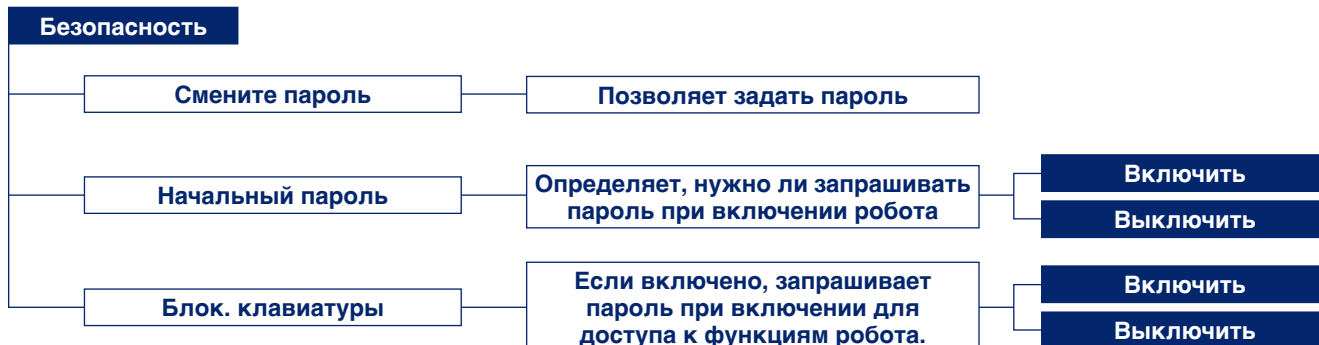 Безопасность
Смените пароль
Позволяет задать пароль
Начальный пароль
Определяет, нужно ли запрашивать
пароль при включении робота
Включить
Выключить
Блок. клавиатуры
Если включено, запрашивает
пароль при включении для
доступа к функциям робота.
Включить
Выключить